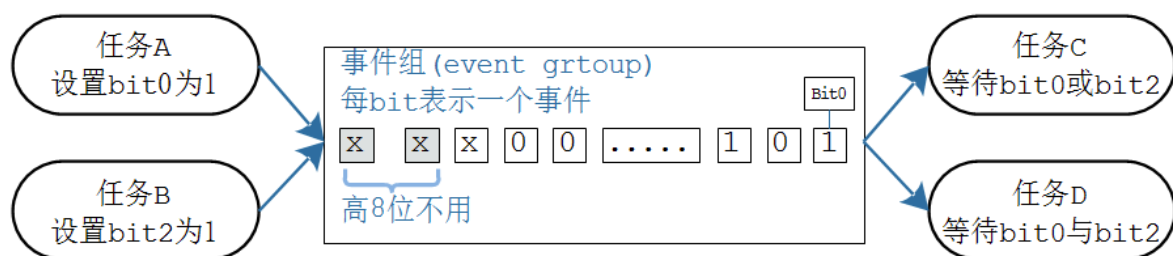 任务A
设置bit0为1
任务B
设置bit2为1
事件组(event grtoup)
每bit表示一个事件
Bit0
x x x 0 0 ..... 1 0 1
高8位不用
任务C
等待bit0或bit2
任务D
等待bit0与bit2